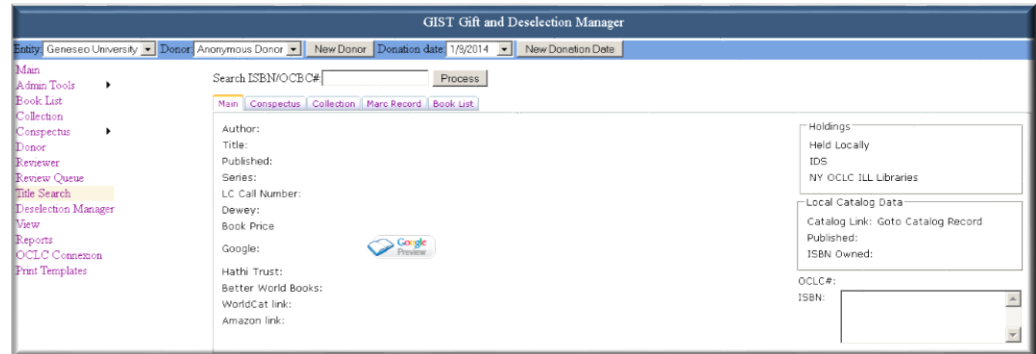 GIST Gift and Deselection Manager
Entity: Geneseo University Donor: Anonymous Donor New Donor Donation date: 1/9/2014 New Donation Date
Main
Admin Tools
Book List
Collection
Conspectus
Donor
Reviewer
Review Queue
Title Search
Deselection Manager
View
Reports
OCLC Connexion
Print Templates
Search ISBN/OCBC#: Process
Main Conspectus Collection Marc Record Book List
Author:
Title:
Published:
Series:
LC Call Number:
Dewey:
Book Price
Google: Google Preview
Hathi Trust:
Better World Books:
WorldCat link:
Amazon link:
Holdings
Held Locally
IDS
NY OCLC ILL Libraries
Local Catalog Data
Catalog Link: Goto Catalog Record
Published:
ISBN Owned:
OCLC#:
ISBN: